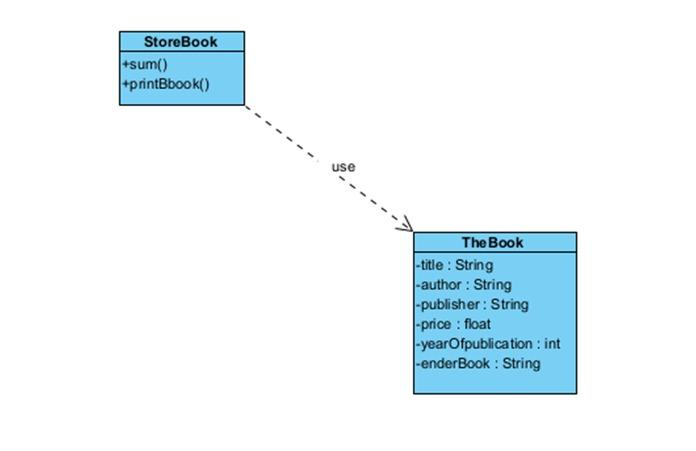 StoreBook
+sum()
+printBbook()
use
TheBook
-title : String
-author : String
-publisher : String
-price : float
-yearOfpublication : int
-enderBook : String